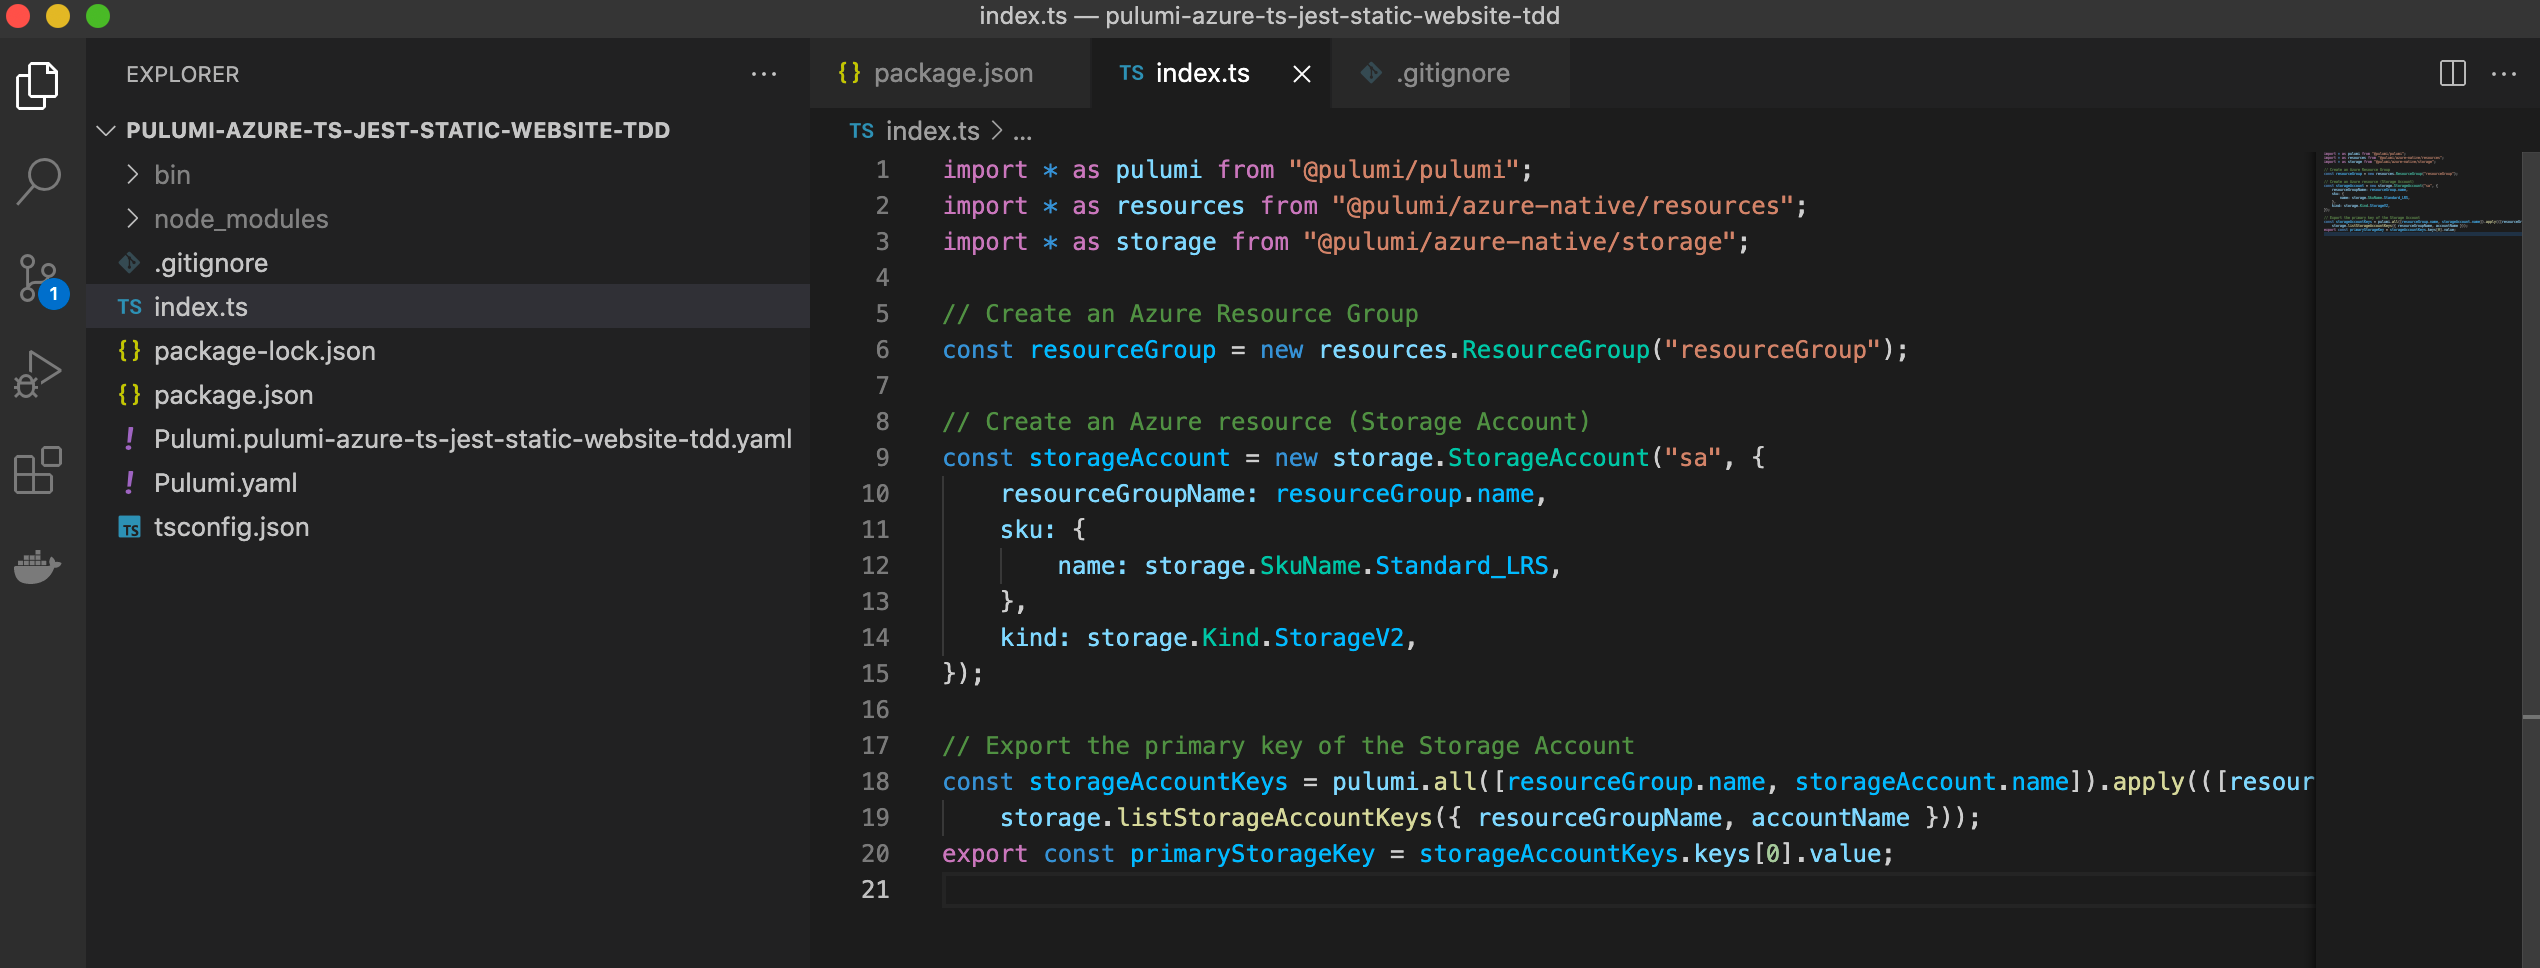 index.ts — pulumi-azure-ts-jest-static-website-tdd
EXPLORER
PULUMI-AZURE-TS-JEST-STATIC-WEBSITE-TDD
bin
node_modules
.gitignore
TS index.ts
{} package-lock.json
{} package.json
! Pulumi.pulumi-azure-ts-jest-static-website-tdd.yaml
! Pulumi.yaml
TS tsconfig.json
1
{} package.json
TS index.ts
.gitignore
TS index.ts > ...
1 import * as pulumi from "@pulumi/pulumi";
2 import * as resources from "@pulumi/azure-native/resources";
3 import * as storage from "@pulumi/azure-native/storage";
4
5 // Create an Azure Resource Group
6 const resourceGroup = new resources.ResourceGroup("resourceGroup");
7
8 // Create an Azure resource (Storage Account)
9 const storageAccount = new storage.StorageAccount("sa", {
10 resourceGroupName: resourceGroup.name,
11 sku: {
12 name: storage.SkuName.Standard_LRS,
13 },
14 kind: storage.Kind.StorageV2,
15 });
16
17 // Export the primary key of the Storage Account
18 const storageAccountKeys = pulumi.all([resourceGroup.name, storageAccount.name]).apply(([resour
19 storage.listStorageAccountKeys({ resourceGroupName, accountName }));
20 export const primaryStorageKey = storageAccountKeys.keys[0].value;
21